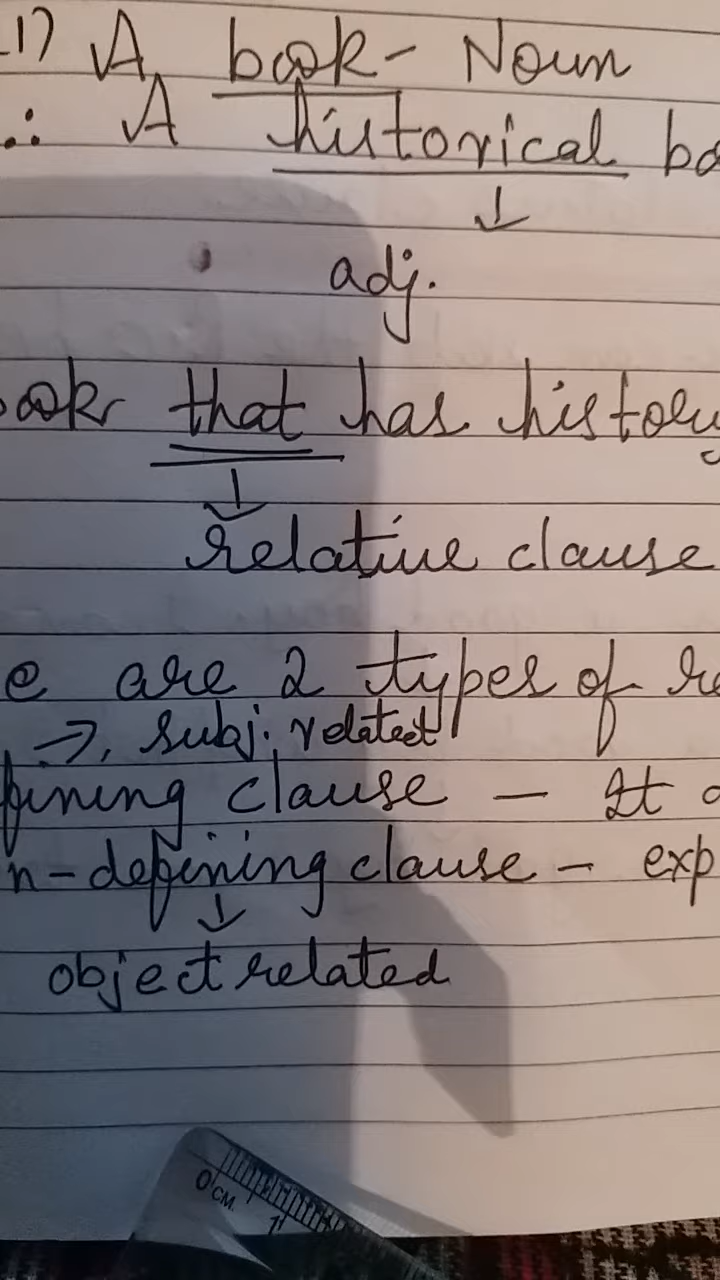 1) A book - Noun
∴ A historical bo
↓
adj.
ook that has history
↓
relative clause
e are 2 types of re
→, subj. related
fining clause - It
n-defining clause - exp
↓
object related
0 CM. 1